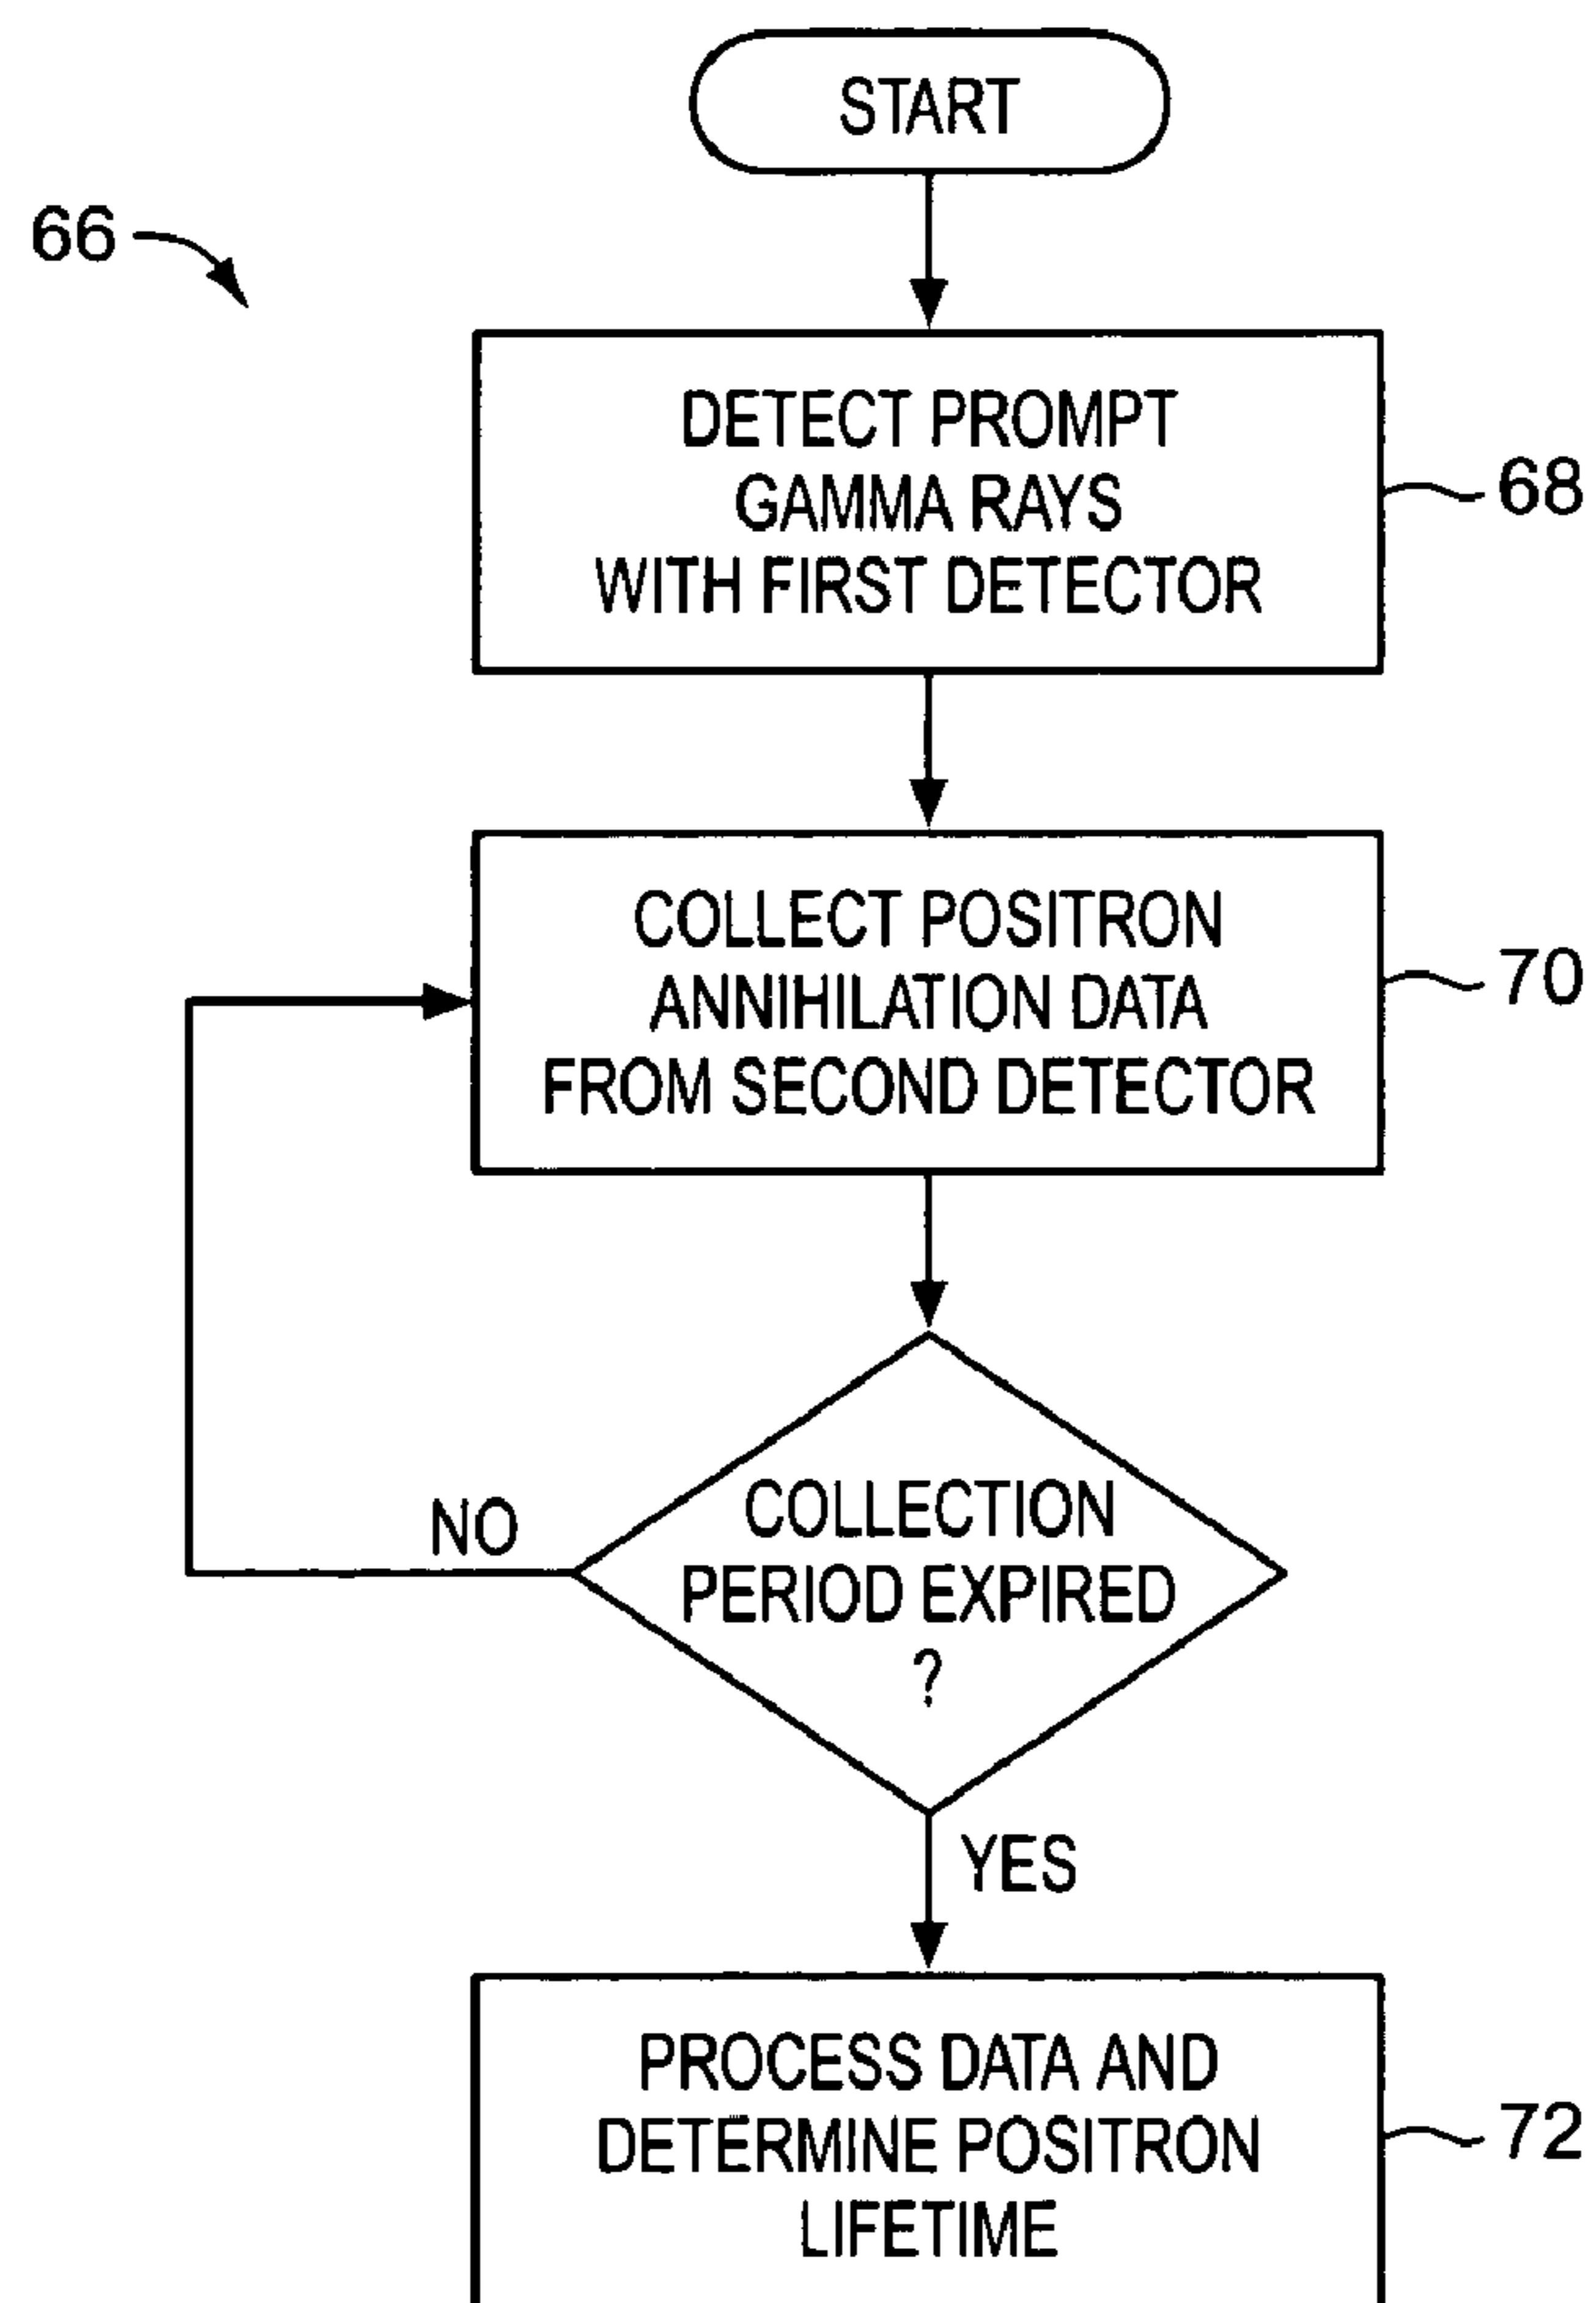 START
66
DETECT PROMPT
GAMMA RAYS
WITH FIRST DETECTOR
68
COLLECT POSITRON
ANNIHILATION DATA
FROM SECOND DETECTOR
70
COLLECTION
PERIOD EXPIRED
?
NO
YES
PROCESS DATA AND
DETERMINE POSITRON
LIFETIME
72